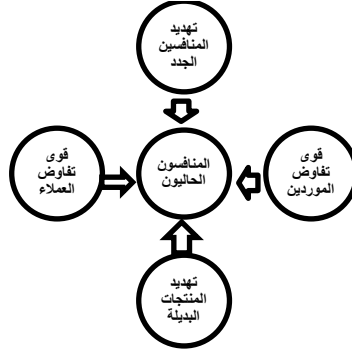 تهديد
المنافسين
الجدد
قوى
تفاوض
الموردين
المنافسون
الحاليون
قوى
تفاوض
العملاء
تهديد
المنتجات
البديلة